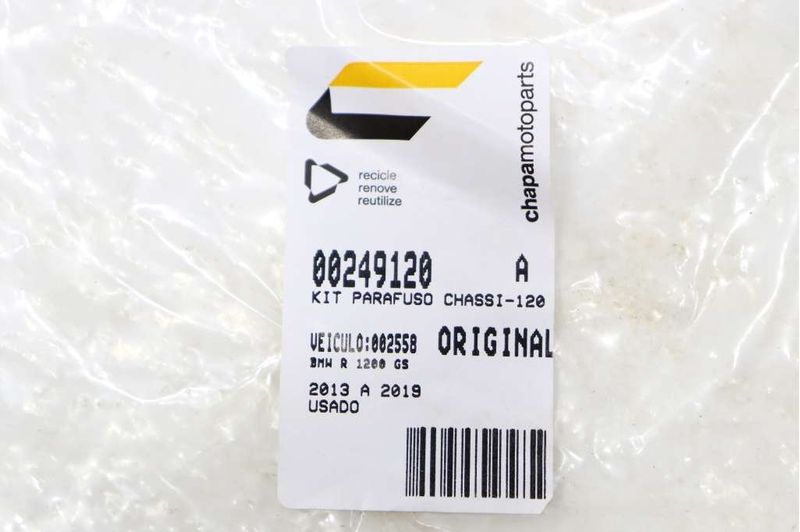 chapamotoparts
recicle
renove
reutilize
00249120 A
KIT PARAFUSO CHASSI-120
VEICULO:002558 ORIGINAL
BMW R 1200 GS
2013 A 2019
USADO